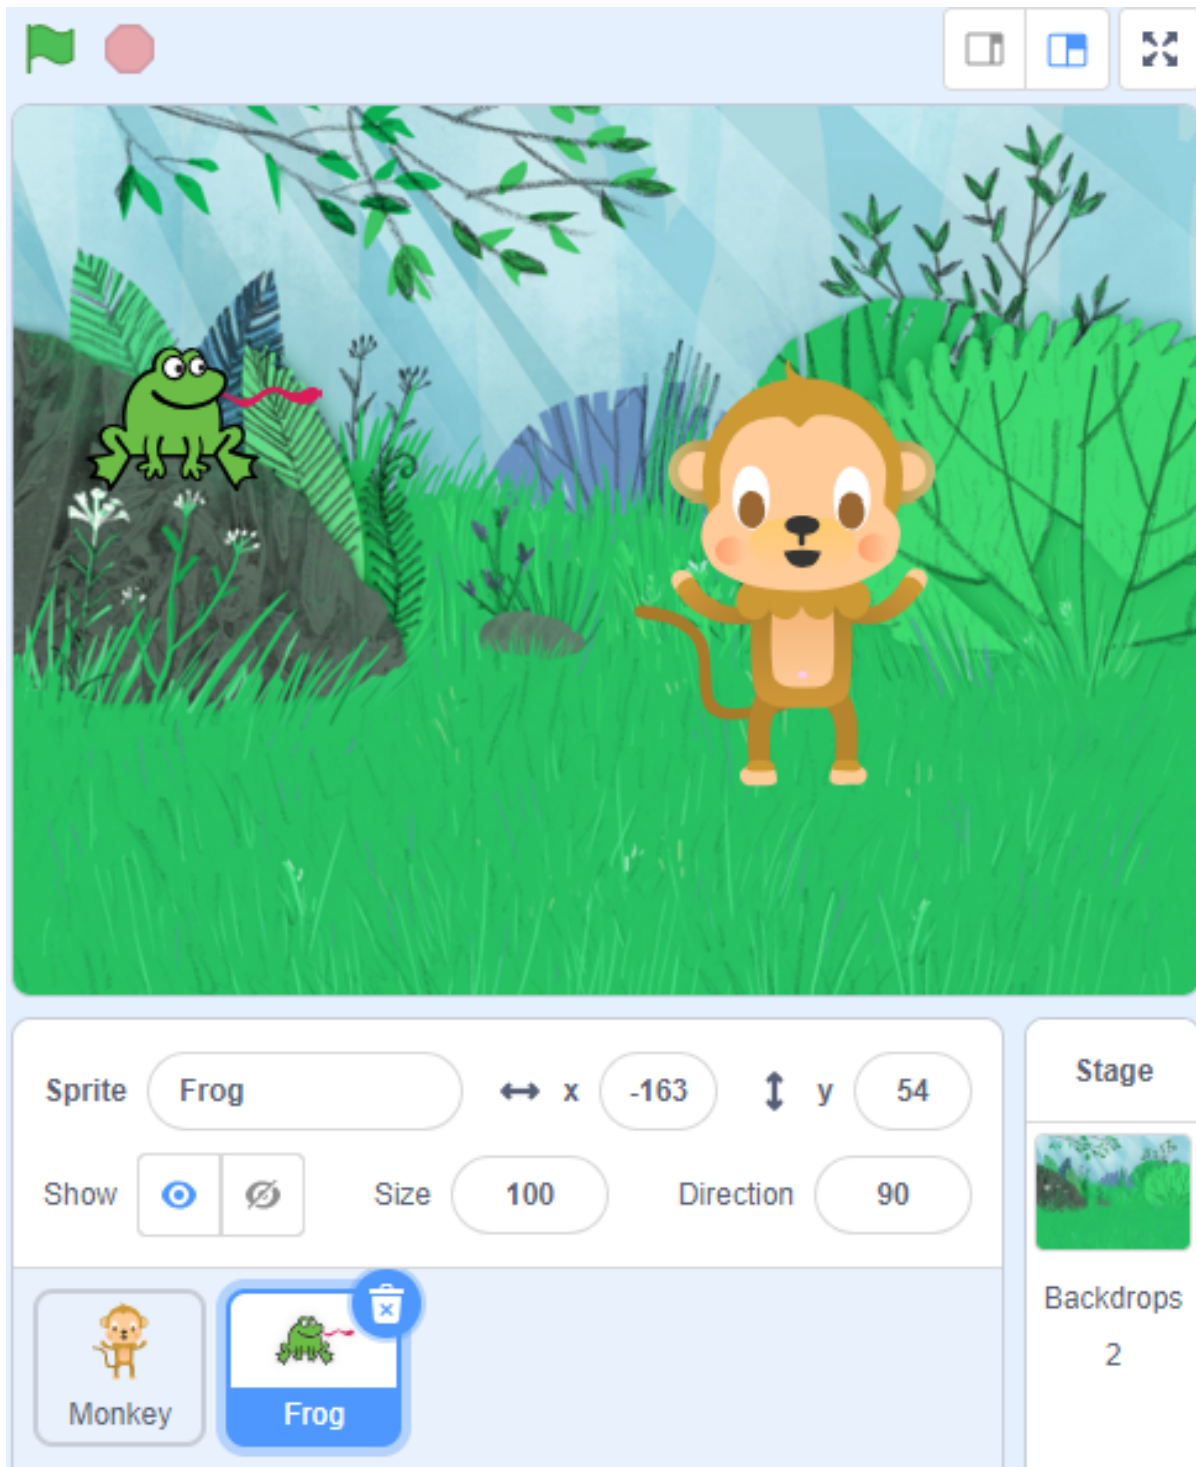 Sprite Frog x -163 y 54
Show Size 100 Direction 90
Monkey
Frog
Stage
Backdrops
2